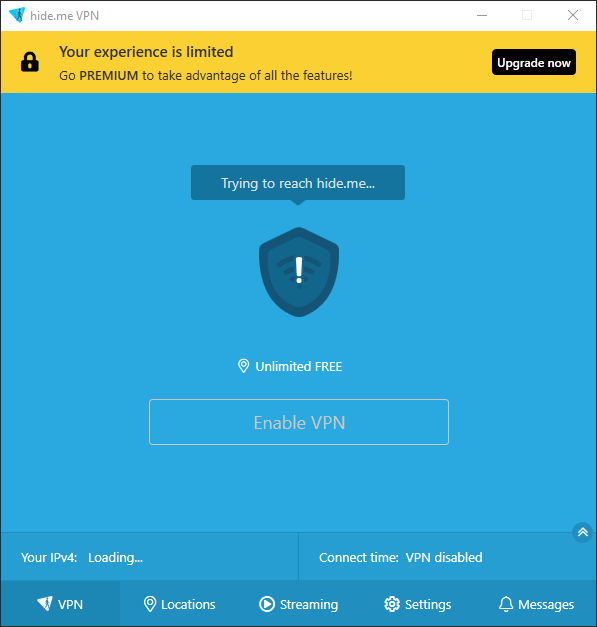 hide.me VPN
Your experience is limited
Go PREMIUM to take advantage of all the features!
Upgrade now
Trying to reach hide.me...
Unlimited FREE
Enable VPN
Your IPv4: Loading...
Connect time: VPN disabled
VPN
Locations
Streaming
Settings
Messages